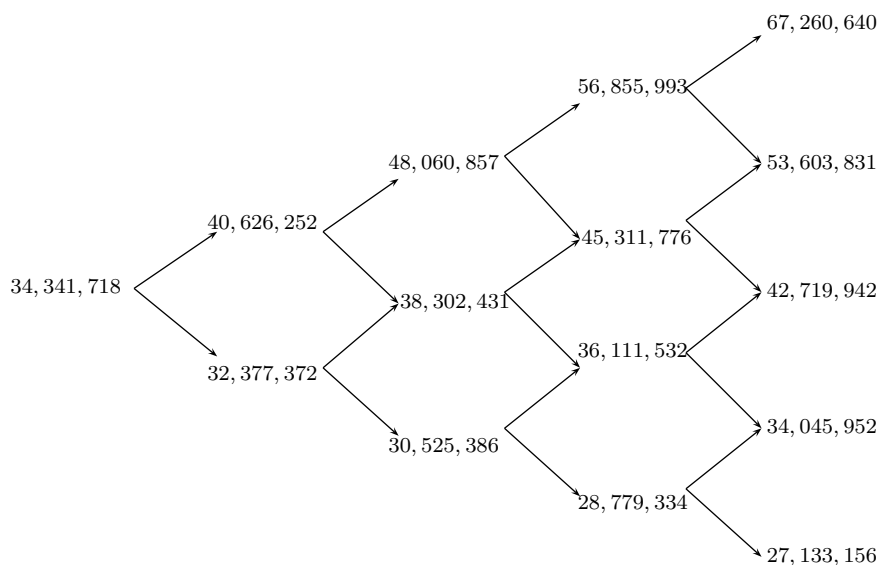 67, 260, 640
56, 855, 993
48, 060, 857
53, 603, 831
40, 626, 252
45, 311, 776
34, 341, 718
38, 302, 431
42, 719, 942
36, 111, 532
32, 377, 372
34, 045, 952
30, 525, 386
28, 779, 334
27, 133, 156